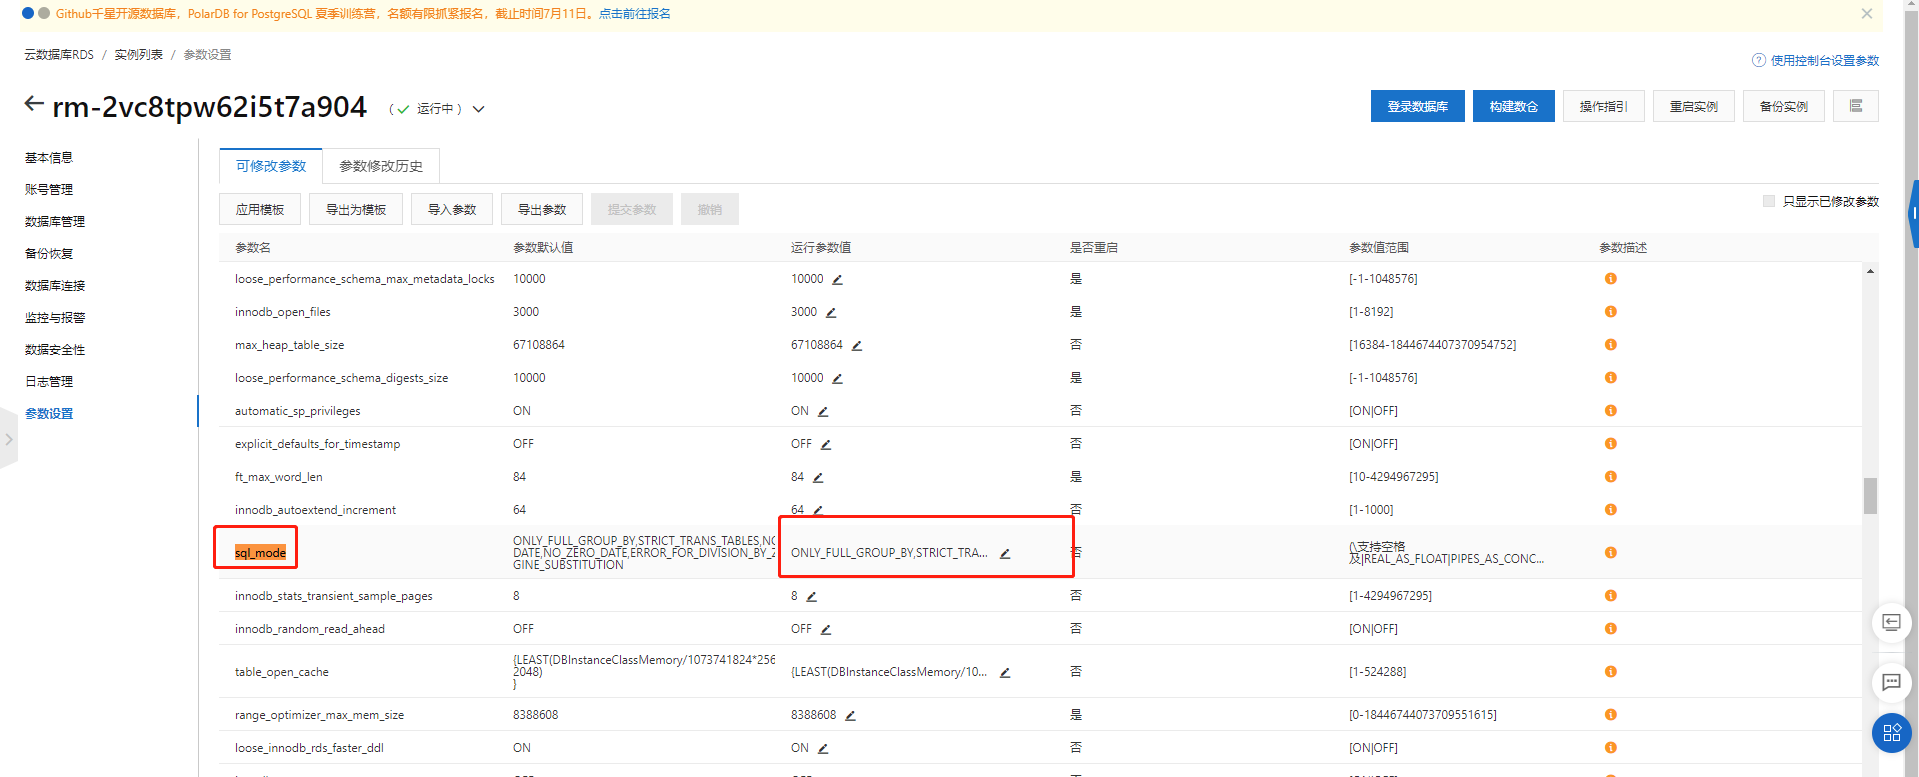 Github千星开源数据库，PolarDB for PostgreSQL 夏季训练营，名额有限抓紧报名，截止时间7月11日。点击前往报名
云数据库RDS / 实例列表 / 参数设置
使用控制台设置参数
rm-2vc8tpw62i5t7a904 ( 运行中 )
登录数据库 构建数仓 操作指引 重启实例 备份实例
基本信息
账号管理
数据库管理
备份恢复
数据库连接
监控与报警
数据安全性
日志管理
参数设置
可修改参数 参数修改历史
应用模板 导出为模板 导入参数 导出参数 提交参数 撤销
只显示已修改参数
参数名 参数默认值 运行参数值 是否重启 参数值范围 参数描述
loose_performance_schema_max_metadata_locks 10000 10000 是 [-1-1048576]
innodb_open_files 3000 3000 是 [1-8192]
max_heap_table_size 67108864 67108864 否 [16384-1844674407370954752]
loose_performance_schema_digests_size 10000 10000 是 [-1-1048576]
automatic_sp_privileges ON ON 否 [ON|OFF]
explicit_defaults_for_timestamp OFF OFF 否 [ON|OFF]
ft_max_word_len 84 84 是 [10-4294967295]
innodb_autoextend_increment 64 64 否 [1-1000]
sql_mode
ONLY_FULL_GROUP_BY,STRICT_TRANS_TABLES,NO
DATE,NO_ZERO_DATE,ERROR_FOR_DIVISION_BY_Z
GINE_SUBSTITUTION
ONLY_FULL_GROUP_BY,STRICT_TRA... 否
(\支持空格
及|REAL_AS_FLOAT|PIPES_AS_CONC...
innodb_stats_transient_sample_pages 8 8 否 [1-4294967295]
innodb_random_read_ahead OFF OFF 否 [ON|OFF]
table_open_cache
{LEAST(DBInstanceClassMemory/1073741824*256
2048)
}
{LEAST(DBInstanceClassMemory/10... 否 [1-524288]
range_optimizer_max_mem_size 8388608 8388608 是 [0-18446744073709551615]
loose_innodb_rds_faster_ddl ON ON 否 [ON|OFF]